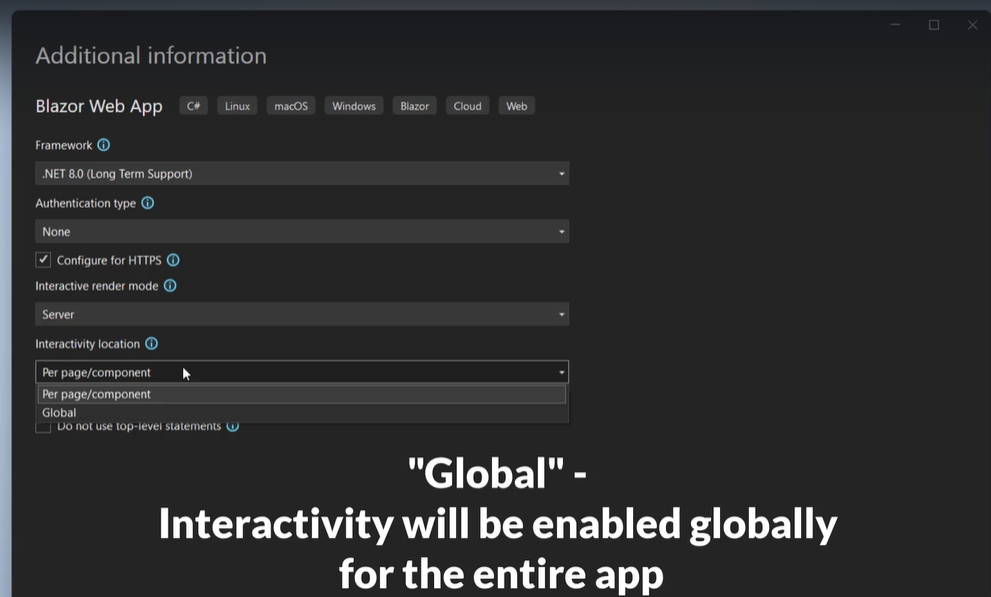 Additional information
Blazor Web App C# Linux macOS Windows Blazor Cloud Web
Framework
.NET 8.0 (Long Term Support)
Authentication type
None
Configure for HTTPS
Interactive render mode
Server
Interactivity location
Per page/component
Per page/component
Global
Do not use top-level statements
"Global" -
Interactivity will be enabled globally
for the entire app